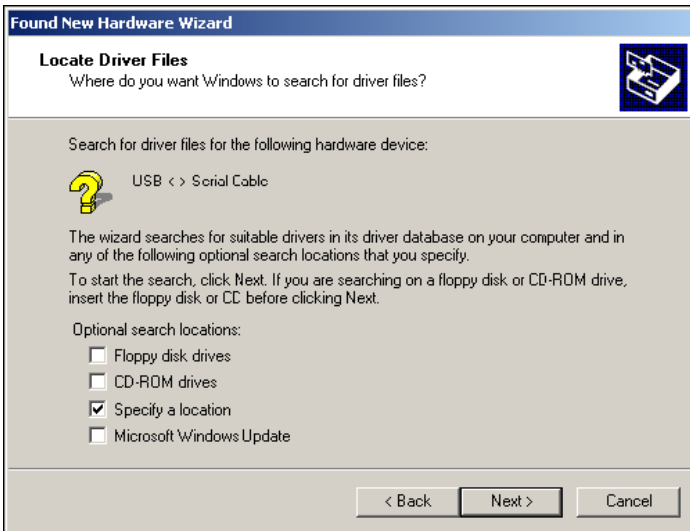 Found New Hardware Wizard
Locate Driver Files
Where do you want Windows to search for driver files?
Search for driver files for the following hardware device:
USB <> Serial Cable
The wizard searches for suitable drivers in its driver database on your computer and in
any of the following optional search locations that you specify.
To start the search, click Next. If you are searching on a floppy disk or CD-ROM drive,
insert the floppy disk or CD before clicking Next.
Optional search locations:
Floppy disk drives
CD-ROM drives
Specify a location
Microsoft Windows Update
< Back Next > Cancel